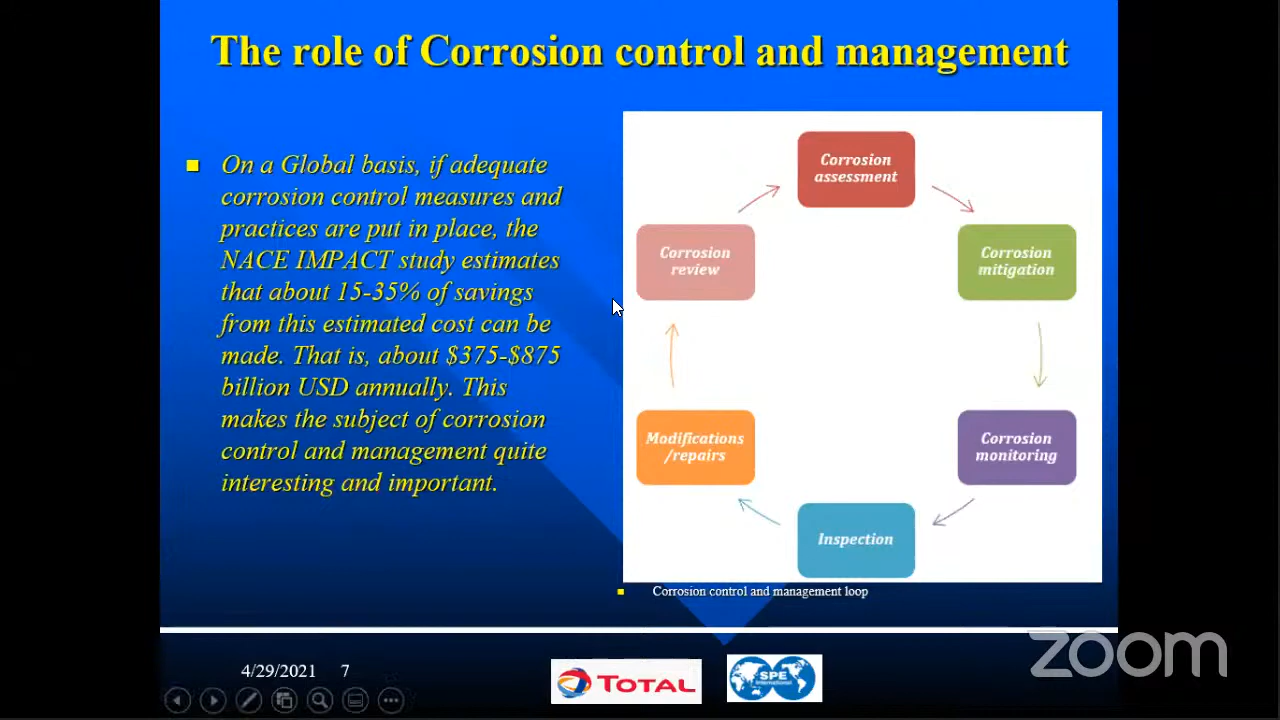 The role of Corrosion control and management
On a Global basis, if adequate
corrosion control measures and
practices are put in place, the
NACE IMPACT study estimates
that about 15-35% of savings
from this estimated cost can be
made. That is, about $375-$875
billion USD annually. This
makes the subject of corrosion
control and management quite
interesting and important.
Corrosion
assessment
Corrosion
mitigation
Corrosion
monitoring
Inspection
Modifications
/repairs
Corrosion
review
Corrosion control and management loop
4/29/2021 7
TOTAL
SPE
International
zoom